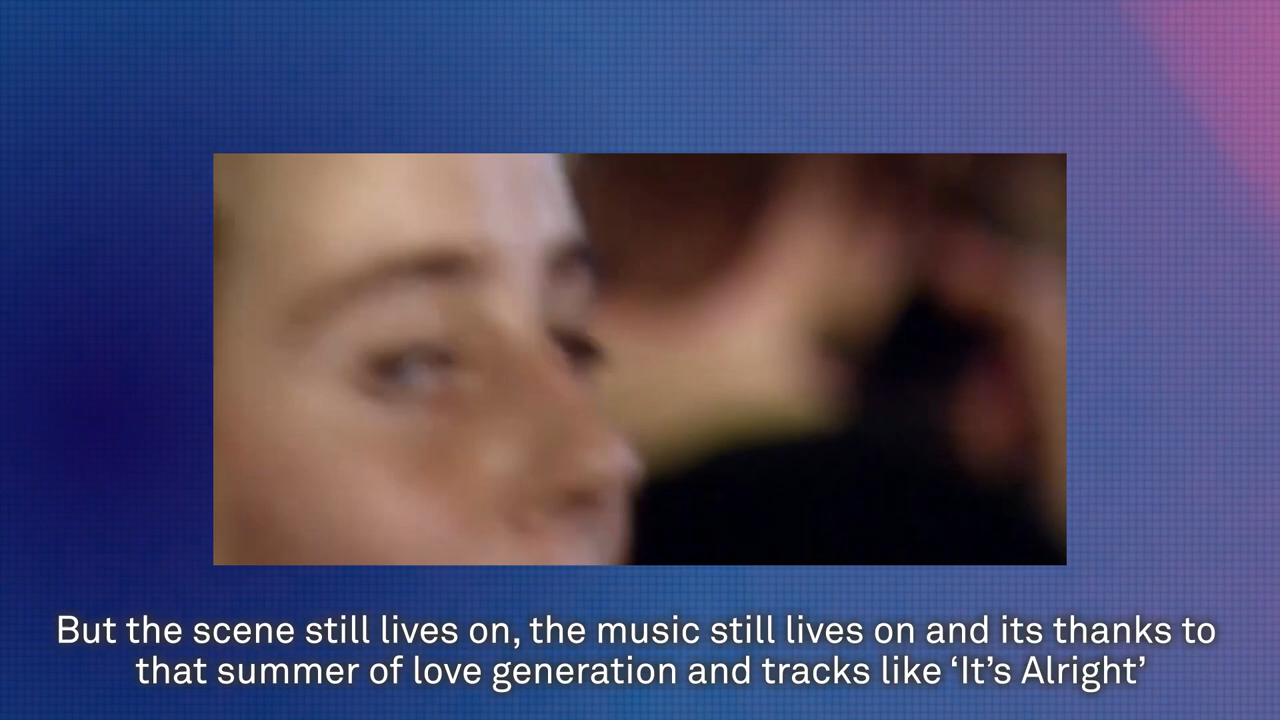 But the scene still lives on, the music still lives on and its thanks to
that summer of love generation and tracks like ‘It’s Alright’